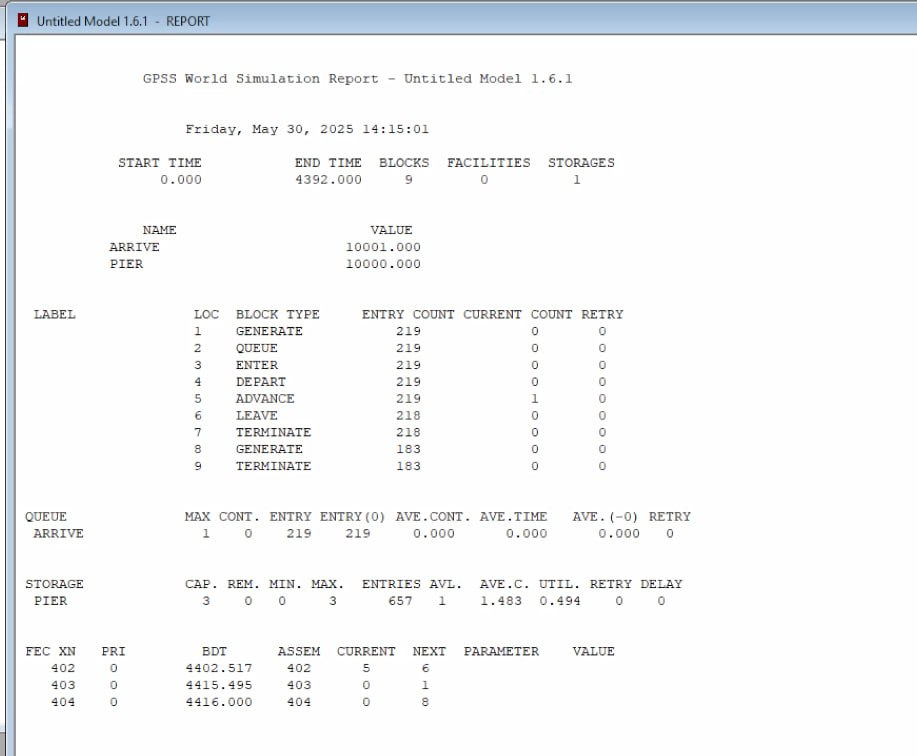 Untitled Model 1.6.1 - REPORT
GPSS World Simulation Report - Untitled Model 1.6.1
Friday, May 30, 2025 14:15:01
START TIME END TIME BLOCKS FACILITIES STORAGES
0.000 4392.000 9 0 1
NAME VALUE
ARRIVE 10001.000
PIER 10000.000
LABEL LOC BLOCK TYPE ENTRY COUNT CURRENT COUNT RETRY
1 GENERATE 219 0 0
2 QUEUE 219 0 0
3 ENTER 219 0 0
4 DEPART 219 0 0
5 ADVANCE 219 1 0
6 LEAVE 218 0 0
7 TERMINATE 218 0 0
8 GENERATE 183 0 0
9 TERMINATE 183 0 0
QUEUE MAX CONT. ENTRY ENTRY(0) AVE.CONT. AVE.TIME AVE.(-0) RETRY
ARRIVE 1 0 219 219 0.000 0.000 0.000 0
STORAGE CAP. REM. MIN. MAX. ENTRIES AVL. AVE.C. UTIL. RETRY DELAY
PIER 3 0 0 3 657 1 1.483 0.494 0 0
FEC XN PRI BDT ASSEM CURRENT NEXT PARAMETER VALUE
402 0 4402.517 402 5 6
403 0 4415.495 403 0 1
404 0 4416.000 404 0 8